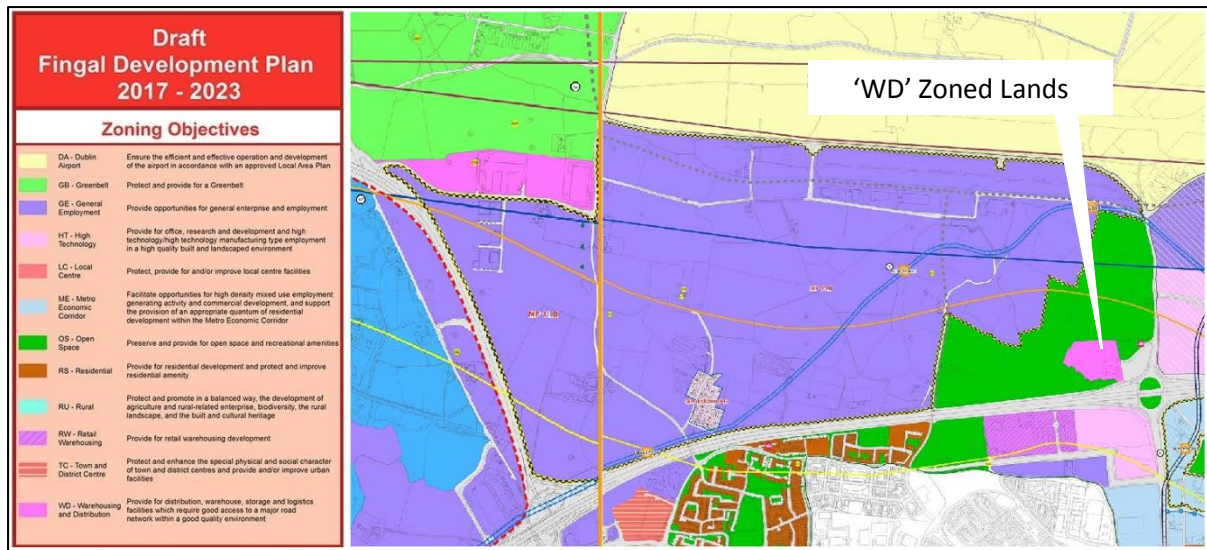 Draft
Fingal Development Plan
2017 - 2023
Zoning Objectives
DA - Dublin
Airport
Ensure the efficient and effective operation and development
of the airport in accordance with an approved Local Area Plan
GB - Greenbelt
Protect and provide for a Greenbelt
GE - General
Employment
Provide opportunities for general enterprise and employment
HT - High
Technology
Provide for office, research and development and high
technology/high technology manufacturing type employment
in a high quality built and landscaped environment
LC - Local
Centre
Protect, provide for and/or improve local centre facilities
ME - Metro
Economic
Corridor
Facilitate opportunities for high density mixed use employment
generating activity and commercial development, and support
the provision of an appropriate quantum of residential
development within the Metro Economic Corridor
OS - Open
Space
Preserve and provide for open space and recreational amenities
RS - Residential
Provide for residential development and protect and improve
residential amenity
RU - Rural
Protect and promote in a balanced way, the development of
agriculture and rural-related enterprise, biodiversity, the rural
landscape, and the built and cultural heritage
RW - Retail
Warehousing
Provide for retail warehousing development
TC - Town and
District Centre
Protect and enhance the special physical and social character
of town and district centres and provide and/or improve urban
facilities
WD - Warehousing
and Distribution
Provide for distribution, warehouse, storage and logistics
facilities which require good access to a major road
network within a good quality environment
‘WD’ Zoned Lands